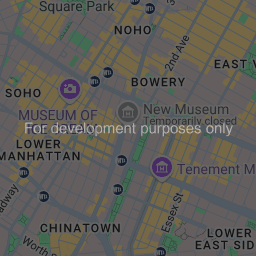 Square Park
NOHO
2nd Ave
BOWERY
EAST V
SOHO
MUSEUM OF
New Museum
Temporarily closed
For development purposes only
LOWER
MANHATTAN
Tenement M
Essex St
CHINATOWN
Worth S
LOWER
EAST SID